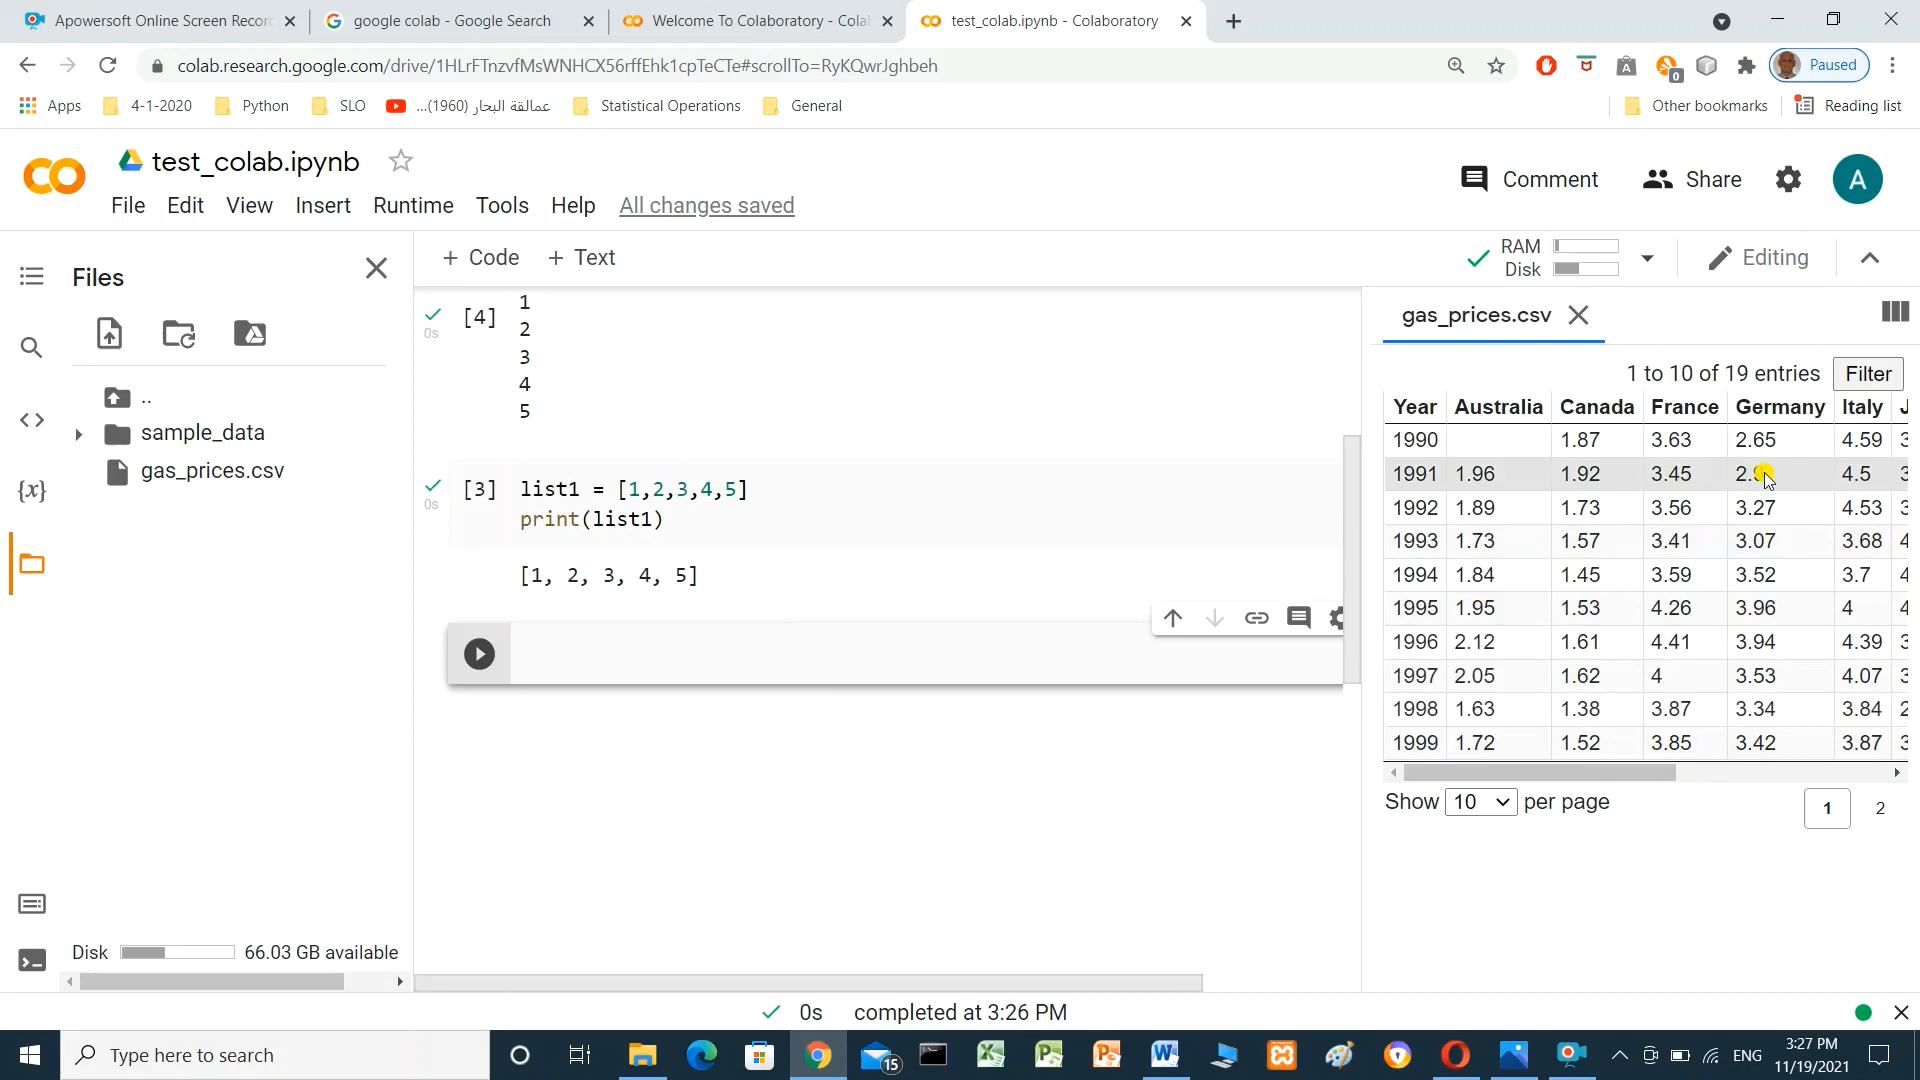 Apowersoft Online Screen Recor
google colab - Google Search
Welcome To Colaboratory - Cola
test_colab.ipynb - Colaboratory
colab.research.google.com/drive/1HLrFTnzvfMsWNHCX56rffEhk1cpTeCTe#scrollTo=RyKQwrJghbeh
0
Paused
Apps
4-1-2020
Python
SLO
عمالقة البحار (1960)...
Statistical Operations
General
Other bookmarks
Reading list
test_colab.ipynb
Comment
Share
A
File Edit View Insert Runtime Tools Help All changes saved
Files
+ Code + Text
RAM
Disk
Editing
..
sample_data
gas_prices.csv
{x}
Disk 66.03 GB available
[4]
0s
1
2
3
4
5
[3] list1 = [1,2,3,4,5]
0s
print(list1)
[1, 2, 3, 4, 5]
gas_prices.csv
1 to 10 of 19 entries Filter
Year Australia Canada France Germany Italy J
1990 1.87 3.63 2.65 4.59 3
1991 1.96 1.92 3.45 4.5 3
1992 1.89 1.73 3.56 3.27 4.53 3
1993 1.73 1.57 3.41 3.07 3.68 4
1994 1.84 1.45 3.59 3.52 3.7 4
1995 1.95 1.53 4.26 3.96 4 4
1996 2.12 1.61 4.41 3.94 4.39 3
1997 2.05 1.62 4 3.53 4.07 3
1998 1.63 1.38 3.87 3.34 3.84 2
1999 1.72 1.52 3.85 3.42 3.87 3
Show 10 per page
1 2
0s completed at 3:26 PM
Type here to search
15
ENG
3:27 PM
11/19/2021